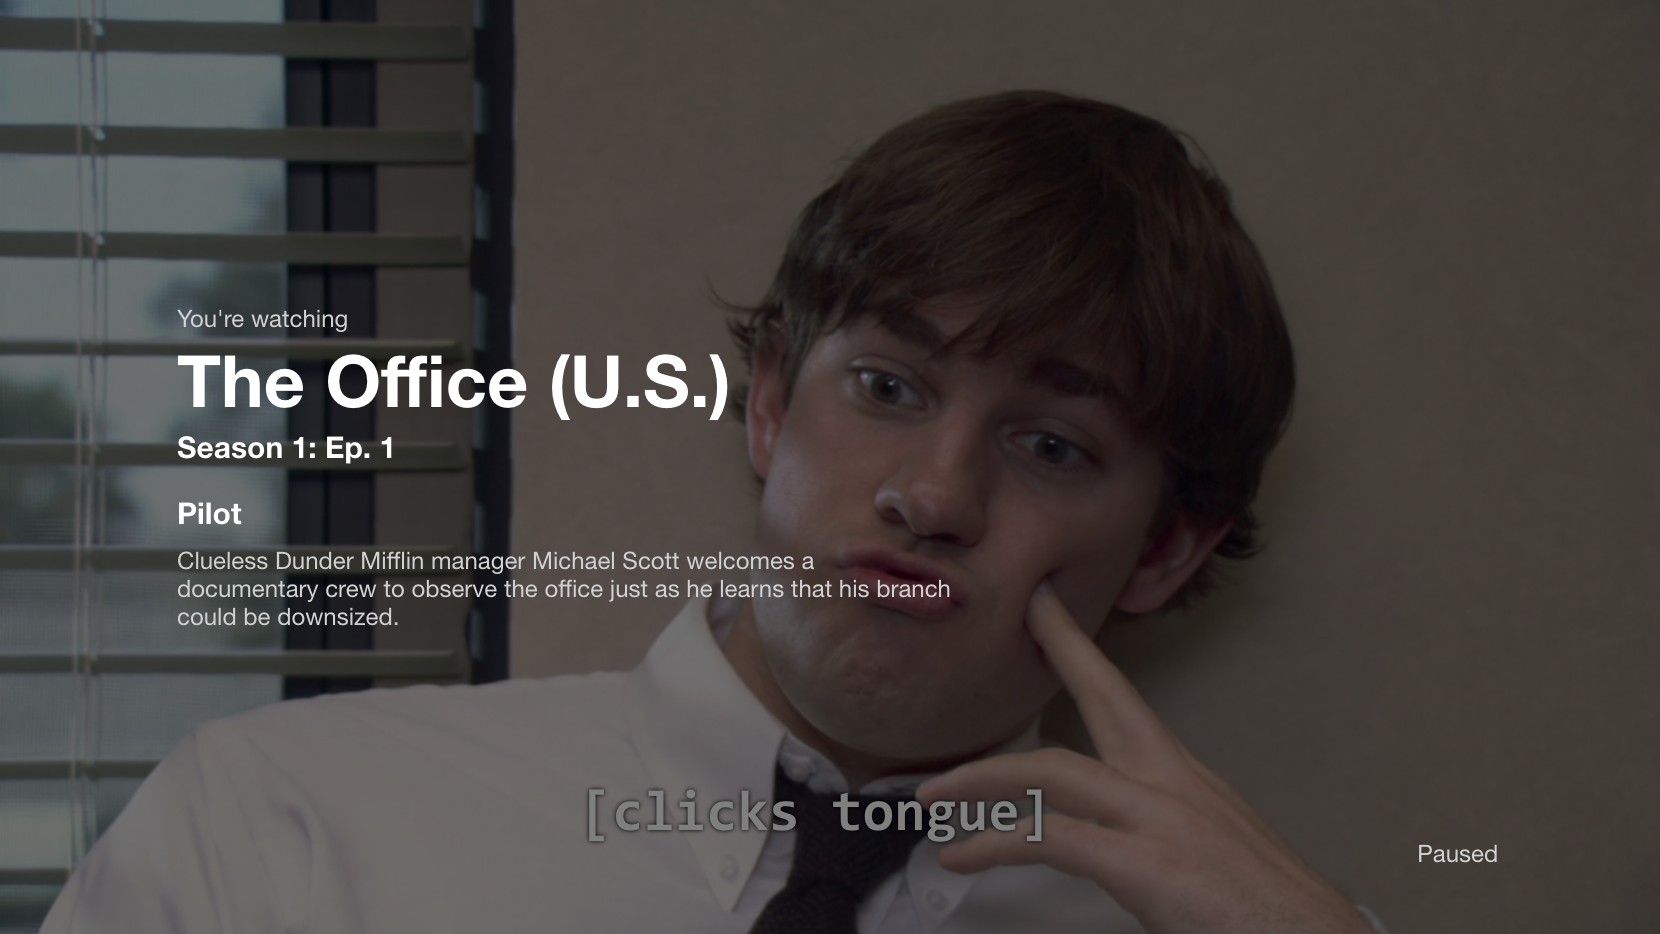 You're watching
The Office (U.S.)
Season 1: Ep. 1
Pilot
Clueless Dunder Mifflin manager Michael Scott welcomes a
documentary crew to observe the office just as he learns that his branch
could be downsized.
[clicks tongue]
Paused